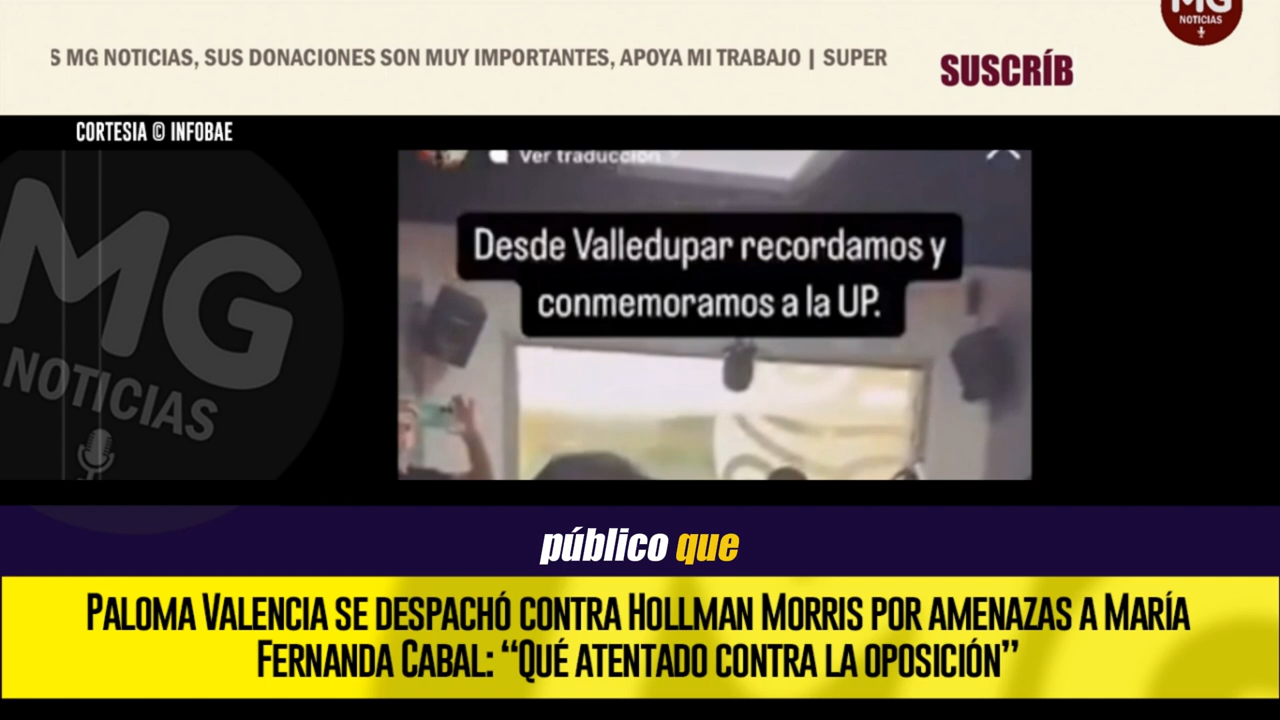 MG
NOTICIAS
S MG NOTICIAS, SUS DONACIONES SON MUY IMPORTANTES, APOYA MI TRABAJO | SUPER
SUSCRÍB
CORTESIA © INFOBAE
Ver traducción
Desde Valledupar recordamos y
conmemoramos a la UP.
MG
NOTICIAS
público que
PALOMA VALENCIA SE DESPACHÓ CONTRA HOLLMAN MORRIS POR AMENAZAS A MARÍA
FERNANDA CABAL: “QUÉ ATENTADO CONTRA LA OPOSICIÓN”